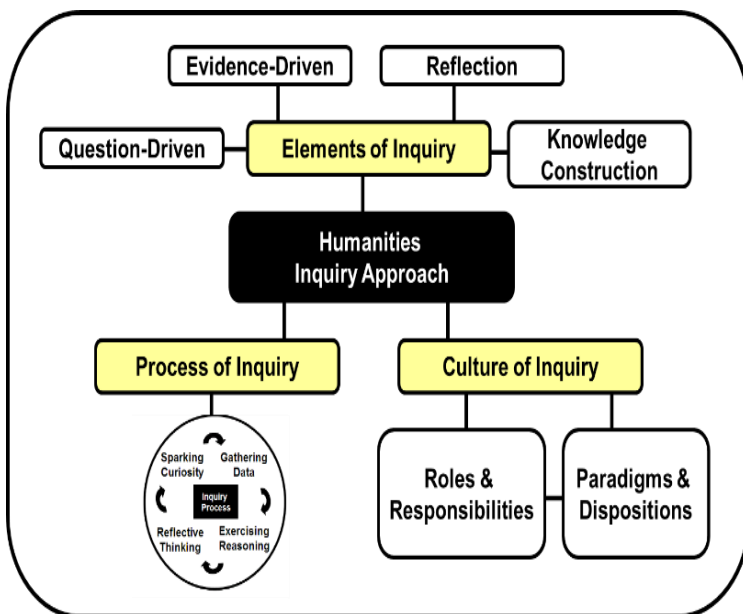 Evidence-Driven
Reflection
Question-Driven
Elements of Inquiry
Knowledge
Construction
Humanities
Inquiry Approach
Process of Inquiry
Culture of Inquiry
Sparking
Curiosity
Gathering
Data
Inquiry
Process
Reflective
Thinking
Exercising
Reasoning
Roles &
Responsibilities
Paradigms &
Dispositions